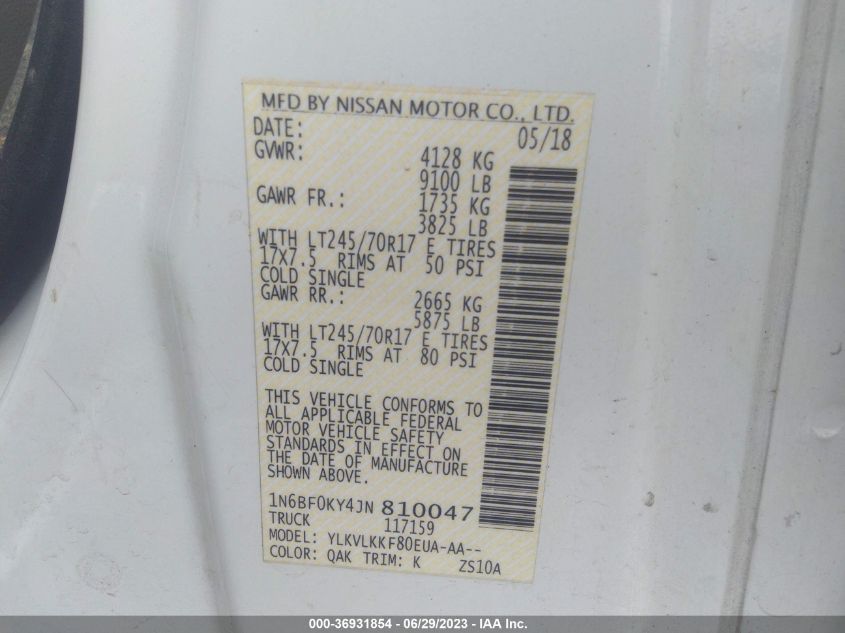 MFD BY NISSAN MOTOR CO., LTD.
DATE: 05/18
GVWR: 4128 KG
9100 LB
GAWR FR.: 1735 KG
3825 LB
WITH LT245/70R17 E TIRES
17X7.5 RIMS AT 50 PSI
COLD SINGLE
GAWR RR.: 2665 KG
5875 LB
WITH LT245/70R17 E TIRES
17X7.5 RIMS AT 80 PSI
COLD SINGLE
THIS VEHICLE CONFORMS TO
ALL APPLICABLE FEDERAL
MOTOR VEHICLE SAFETY
STANDARDS IN EFFECT ON
THE DATE OF MANUFACTURE
SHOWN ABOVE.
1N6BF0KY4JN 810047
TRUCK 117159
MODEL: YLKVLKKF80EUA-AA--
COLOR: QAK TRIM: K ZS10A
000-36931854 - 06/29/2023 - IAA Inc.